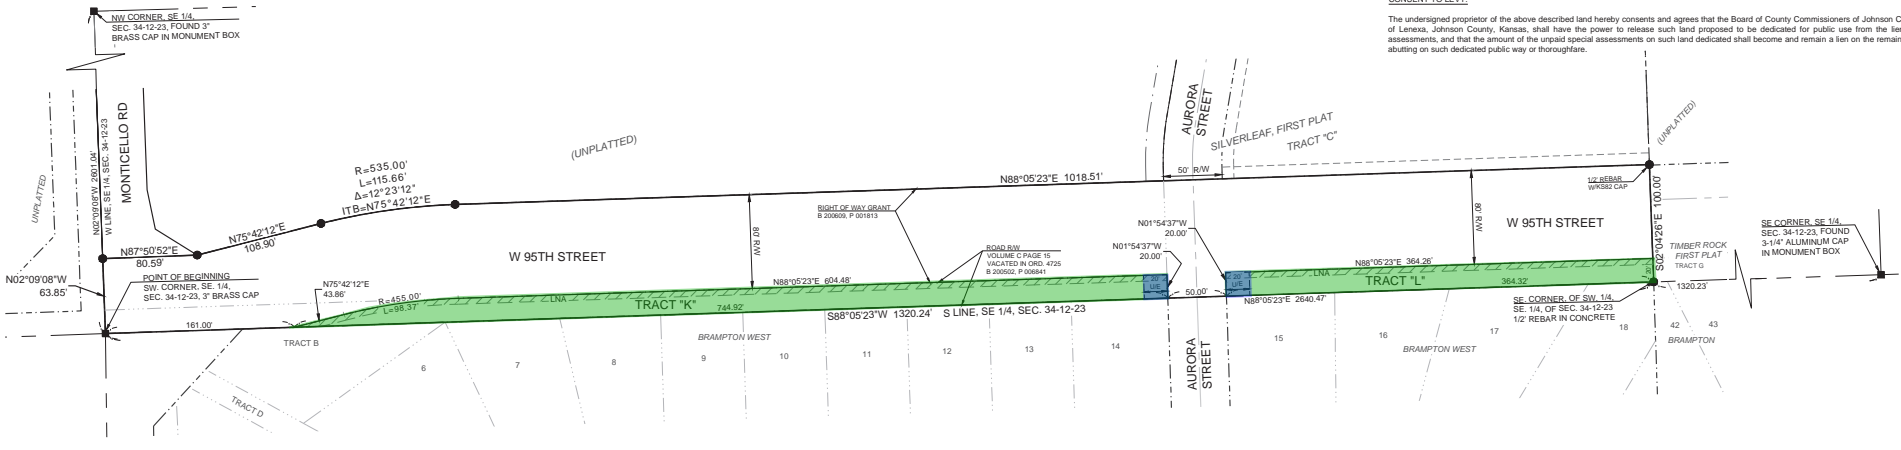 CONSENT TO LEVY:
The undersigned proprietor of the above described land hereby consents and agrees that the Board of County Commissioners of Johnson C
of Lenexa, Johnson County, Kansas, shall have the power to release such land proposed to be dedicated for public use from the lien
assessments, and that the amount of the unpaid special assessments on such land dedicated shall become and remain a lien on the remain
abutting on such dedicated public way or thoroughfare.
NW CORNER, SE 1/4,
SEC. 34-12-23, FOUND 3"
BRASS CAP IN MONUMENT BOX
UNPLATTED
N02°09'08"W 2601.04'
W LINE, SE 1/4, SEC. 34-12-23
MONTICELLO RD
N87°50'52"E
80.59'
N75°42'12"E
108.90'
R=535.00'
L=115.66'
Δ=12°23'12"
ITB=N75°42'12"E
(UNPLATTED)
N88°05'23"E 1018.51'
AURORA
STREET
50' R/W
SILVERLEAF, FIRST PLAT
TRACT "C"
(UNPLATTED)
1/2' REBAR
W/KS82 CAP
S02°04'26"E 100.00'
SE CORNER, SE 1/4,
SEC. 34-12-23, FOUND
3-1/4" ALUMINUM CAP
IN MONUMENT BOX
N02°09'08"W
63.85'
POINT OF BEGINNING
SW. CORNER, SE. 1/4,
SEC. 34-12-23, 3" BRASS CAP
N75°42'12"E
43.86'
R=455.00'
L=98.37'
W 95TH STREET
80' R/W
RIGHT OF WAY GRANT
B 200609, P 001813
ROAD R/W
VOLUME C PAGE 15
VACATED IN ORD. 4725
B 200502, P 006841
N01°54'37"W
20.00'
N01°54'37"W
20.00'
80' R/W
W 95TH STREET
TIMBER ROCK
FIRST PLAT
TRACT G
1320.23'
LNA
TRACT "K"
744.92'
N88°05'23"E 604.48'
20'
U/E
50.00'
20'
U/E
LNA
N88°05'23"E 364.26'
TRACT "L"
364.32'
20'
N88°05'23"E 2640.47'
S88°05'23"W 1320.24' S LINE, SE 1/4, SEC. 34-12-23
SE. CORNER, OF SW. 1/4,
SE. 1/4, OF SEC. 34-12-23
1/2' REBAR IN CONCRETE
161.00'
TRACT B
TRACT D
6
7
8
9
10
11
12
13
14
BRAMPTON WEST
AURORA
STREET
15
16
17
18
BRAMPTON WEST
42
43
BRAMPTON